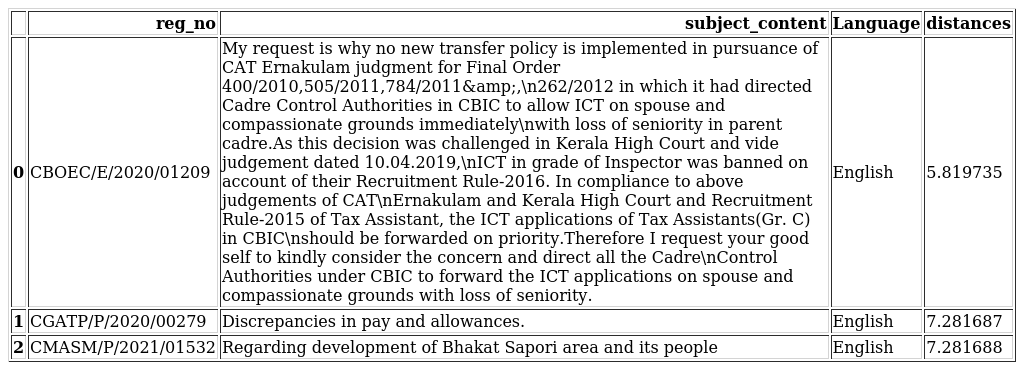 reg_no subject_content Language distances
My request is why no new transfer policy is implemented in pursuance of
CAT Ernakulam judgment for Final Order
400/2010,505/2011,784/2011&amp;,\n262/2012 in which it had directed
Cadre Control Authorities in CBIC to allow ICT on spouse and
compassionate grounds immediately\nwith loss of seniority in parent
cadre.As this decision was challenged in Kerala High Court and vide
judgement dated 10.04.2019,\nICT in grade of Inspector was banned on
0 CBOEC/E/2020/01209 account of their Recruitment Rule-2016. In compliance to above English 5.819735
judgements of CAT\nErnakulam and Kerala High Court and Recruitment
Rule-2015 of Tax Assistant, the ICT applications of Tax Assistants(Gr. C)
in CBIC\nshould be forwarded on priority.Therefore I request your good
self to kindly consider the concern and direct all the Cadre\nControl
Authorities under CBIC to forward the ICT applications on spouse and
compassionate grounds with loss of seniority.
1 CGATP/P/2020/00279 Discrepancies in pay and allowances. English 7.281687
2 CMASM/P/2021/01532 Regarding development of Bhakat Sapori area and its people English 7.281688